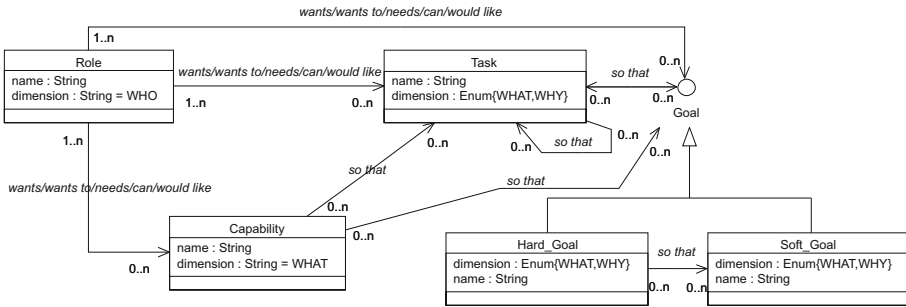 wants/wants to/needs/can/would like
1..n
Role
name : String
dimension : String = WHO
wants/wants to/needs/can/would like
1..n
0..n
Task
name : String
dimension : Enum{WHAT,WHY}
0..n
so that
0..n
0..n
Goal
0..n
0..n
so that
0..n
0..n
1..n
wants/wants to/needs/can/would like
0..n
so that
0..n
so that
0..n
Capability
name : String
dimension : String = WHAT
Hard_Goal
dimension : Enum{WHAT,WHY}
name : String
so that
0..n
0..n
Soft_Goal
dimension : Enum{WHAT,WHY}
name : String